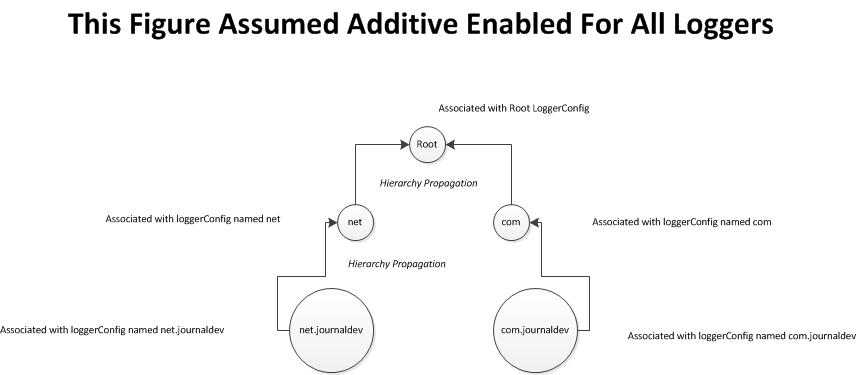 This Figure Assumed Additive Enabled For All Loggers
Associated with Root LoggerConfig
Root
Hierarchy Propagation
Associated with loggerConfig named net
net
com
Associated with loggerConfig named com
Hierarchy Propagation
Associated with loggerConfig named net.journaldev
net.journaldev
com.journaldev
Associated with loggerConfig named com.journaldev